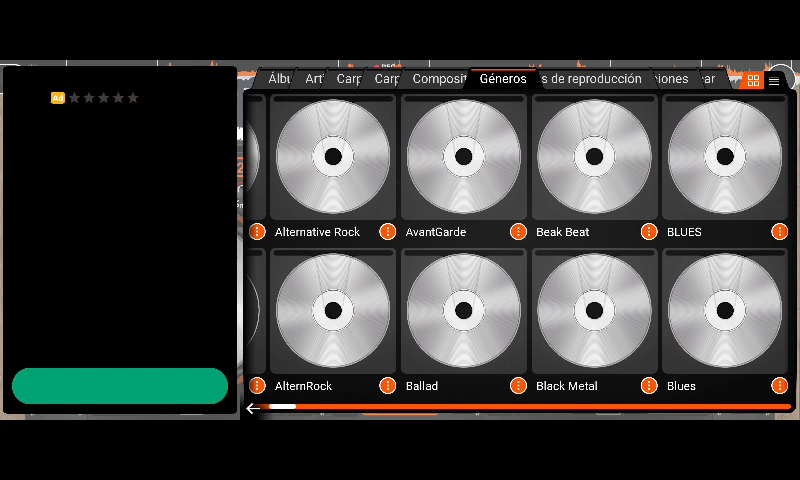 Ad
Álbu
Art
Carp
Carp
Composit
Géneros
s de reproducción
iones
ar
Alternative Rock
AvantGarde
Beak Beat
BLUES
AlternRock
Ballad
Black Metal
Blues